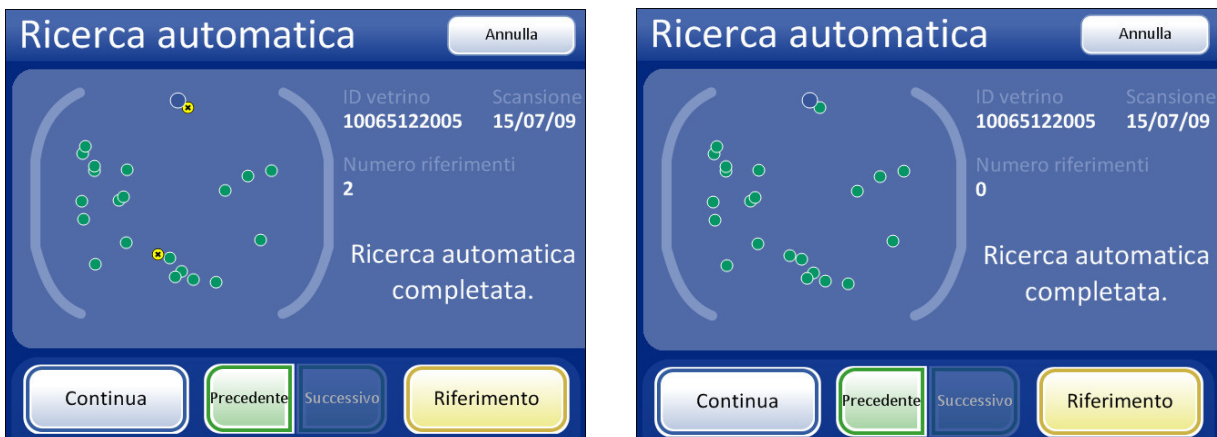 Ricerca automatica
Annulla
ID vetrino Scansione
10065122005 15/07/09
Numero riferimenti
2
Ricerca automatica
completata.
Continua
Precedente
Successivo
Riferimento
Ricerca automatica
Annulla
ID vetrino Scansione
10065122005 15/07/09
Numero riferimenti
0
Ricerca automatica
completata.
Continua
Precedente
Successivo
Riferimento